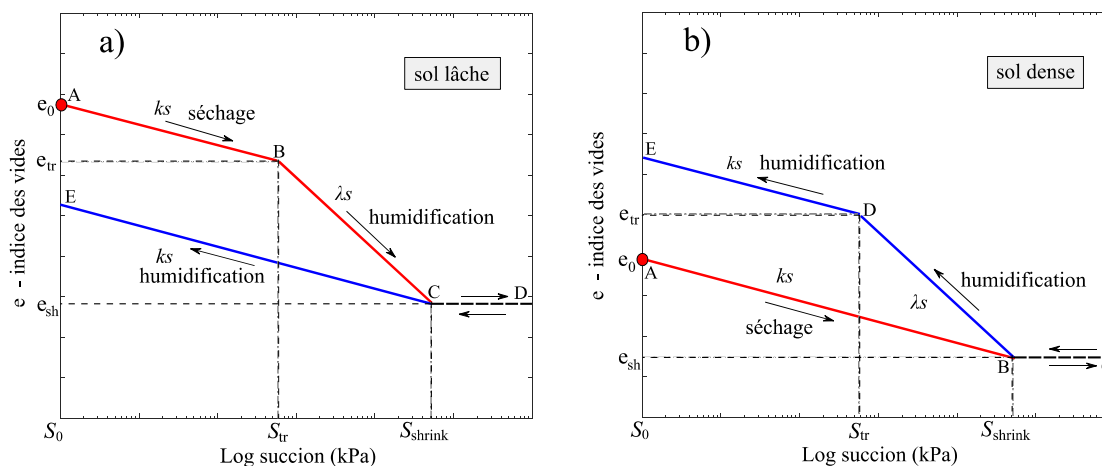 a)
sol lâche
e0
A
ks
séchage
etr
B
E
λs
humidification
ks
humidification
esh
C
D
S0
Str
Sshrink
Log succion (kPa)
e - indice des vides
b)
sol dense
E
ks
humidification
etr
D
e0
A
ks
humidification
λs
séchage
esh
B
S0
Str
Sshrink
Log succion (kPa)
e - indice des vides